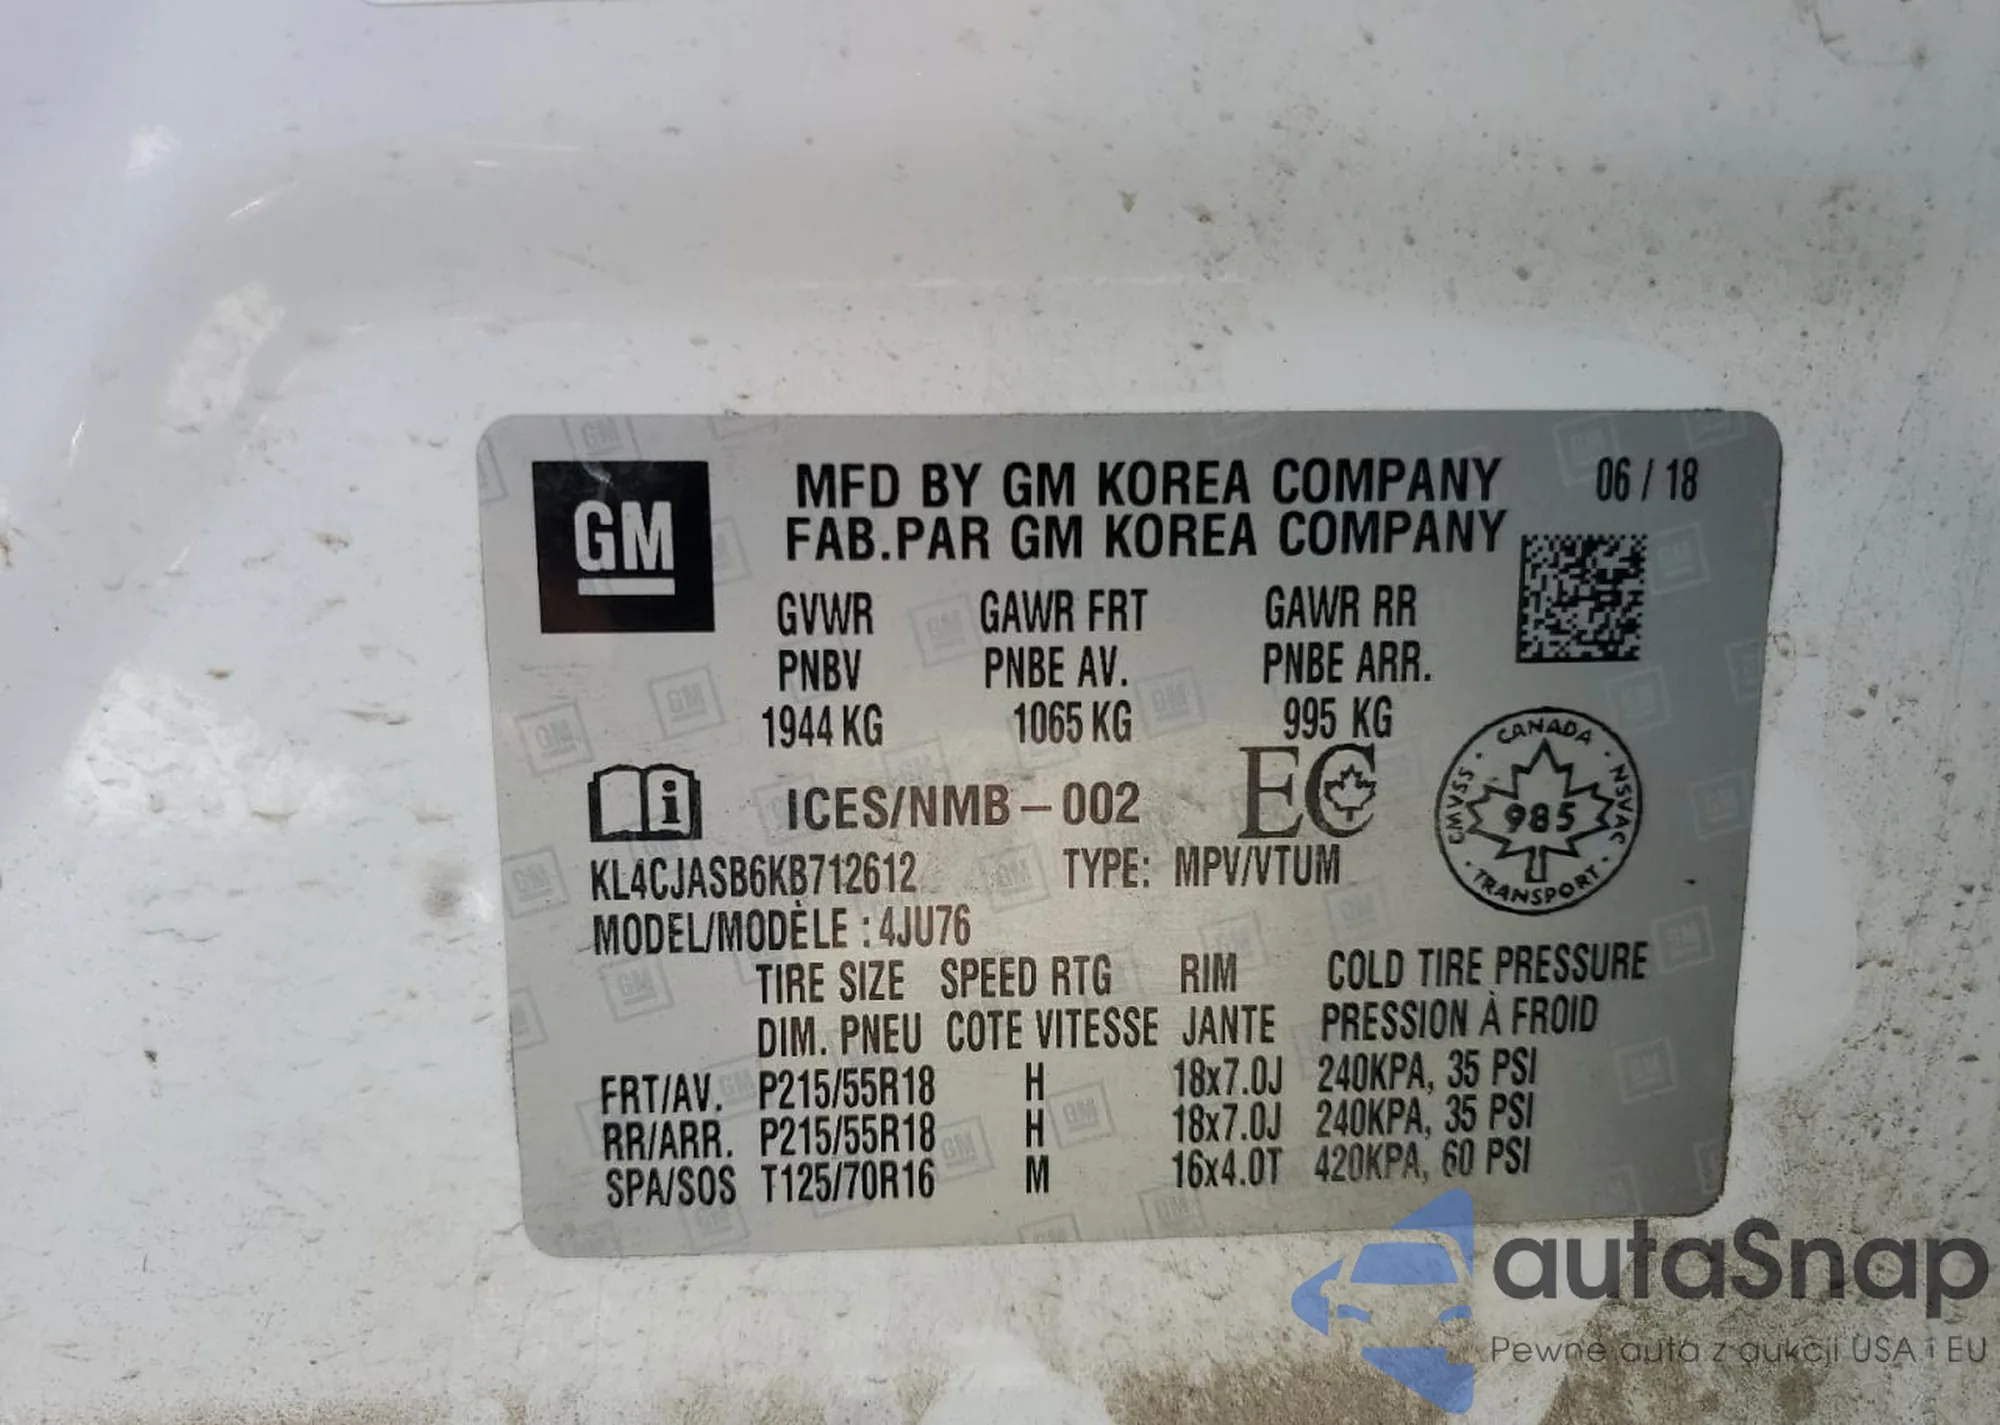 GM
MFD BY GM KOREA COMPANY 06 / 18
FAB.PAR GM KOREA COMPANY
GVWR GAWR FRT GAWR RR
PNBV PNBE AV. PNBE ARR.
1944 KG 1065 KG 995 KG
ICES/NMB – 002 EC
CANADA · NSVAC · TRANSPORT · CMVSS ·
985
KL4CJASB6KB712612 TYPE: MPV/VTUM
MODEL/MODÈLE : 4JU76
TIRE SIZE SPEED RTG RIM COLD TIRE PRESSURE
DIM. PNEU COTE VITESSE JANTE PRESSION À FROID
FRT/AV. P215/55R18 H 18x7.0J 240KPA, 35 PSI
RR/ARR. P215/55R18 H 18x7.0J 240KPA, 35 PSI
SPA/SOS T125/70R16 M 16x4.0T 420KPA, 60 PSI
autaSnap
Pewne auta z aukcji USA i EU